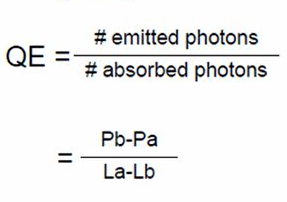 QE = # emitted photons
# absorbed photons
= Pb-Pa
La-Lb